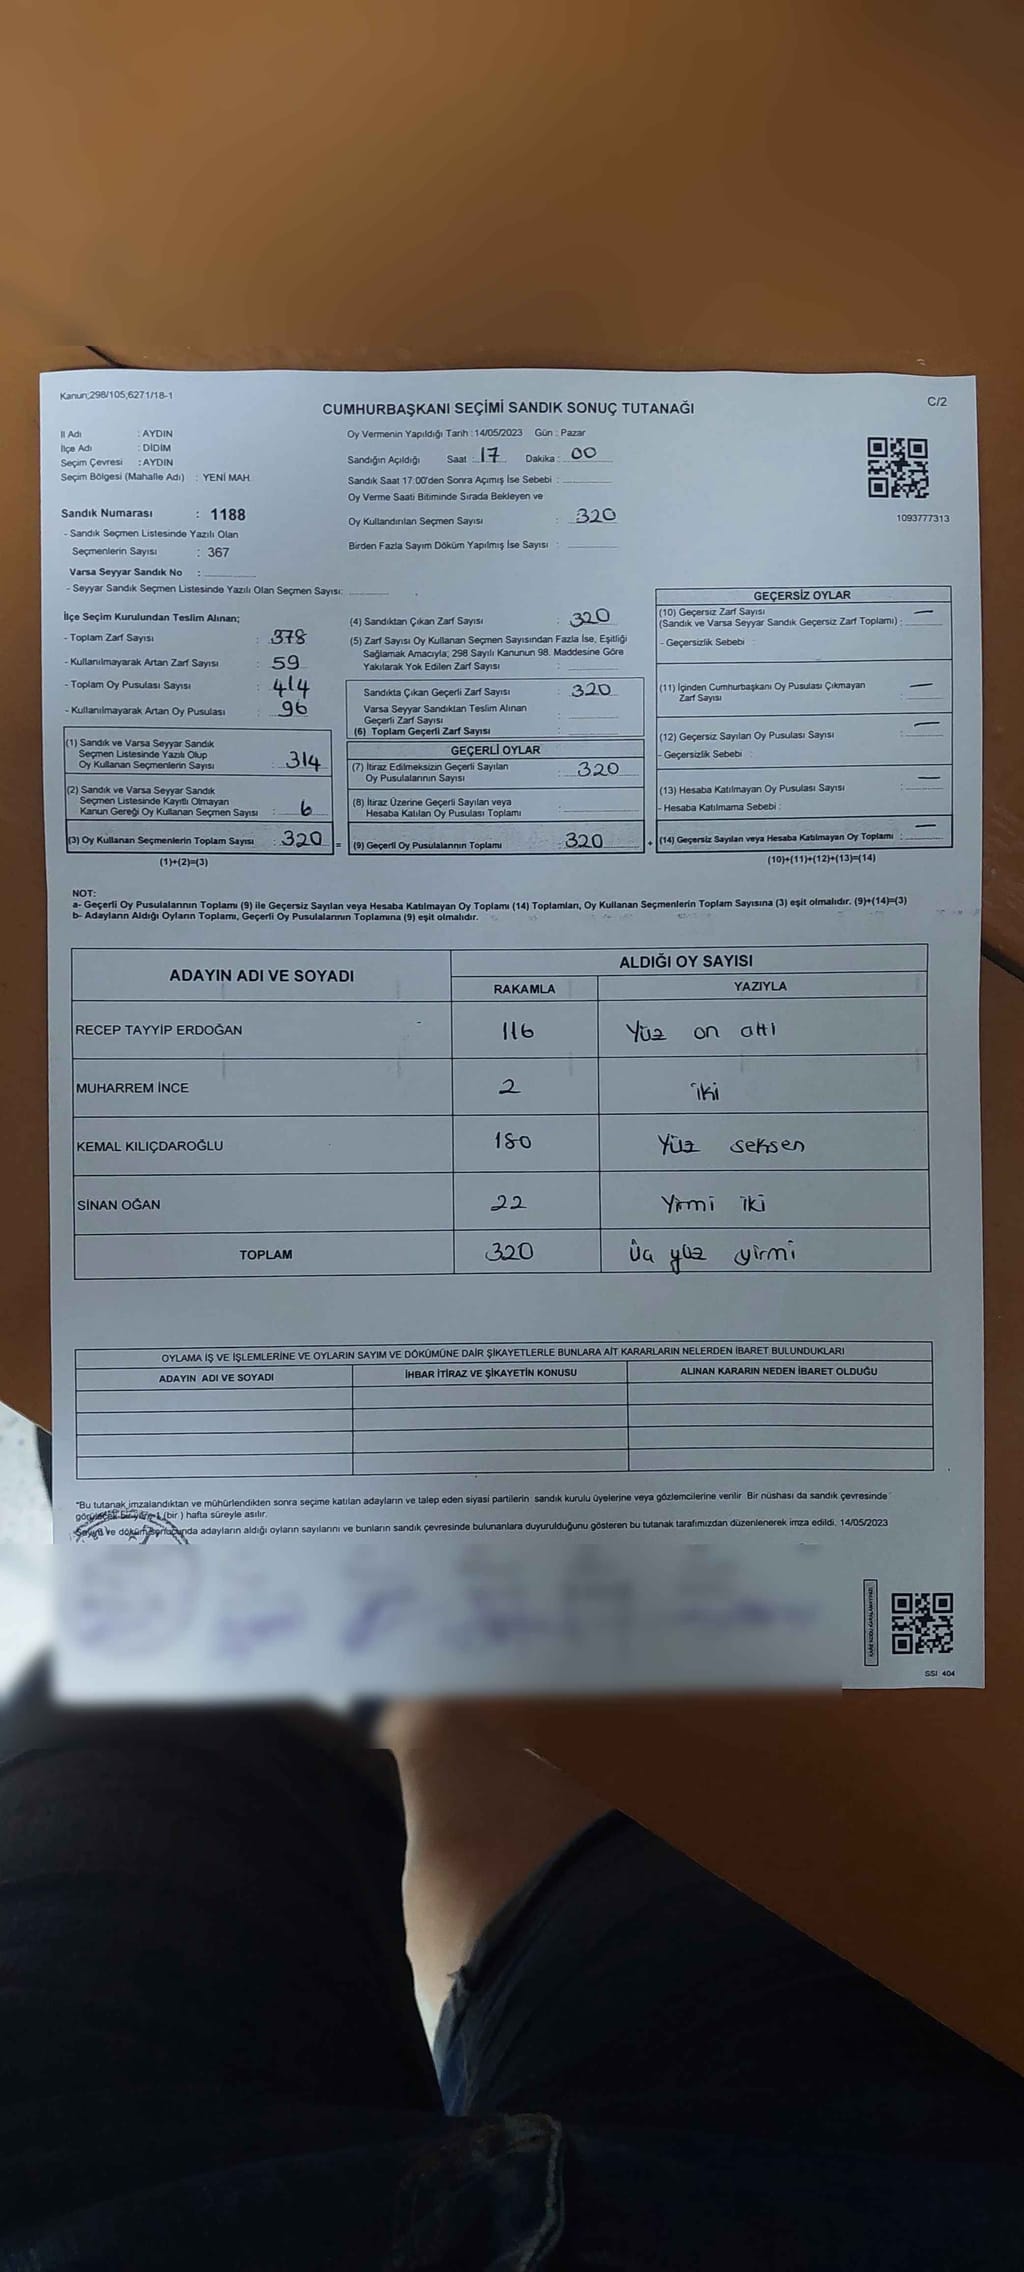 Kanun;298/105;6271/18-1
C/2
CUMHURBAŞKANI SEÇİMİ SANDIK SONUÇ TUTANAĞI
İl Adı : AYDIN
İlçe Adı : DİDİM
Seçim Çevresi : AYDIN
Seçim Bölgesi (Mahalle Adı) : YENİ MAH.
Oy Vermenin Yapıldığı Tarih : 14/05/2023 Gün : Pazar
Sandığın Açıldığı Saat : 17 Dakika : 00
Sandık Saat 17.00'den Sonra Açımış İse Sebebi :
Oy Verme Saati Bitiminde Sırada Bekleyen ve
Oy Kullandırılan Seçmen Sayısı : 320
Birden Fazla Sayım Döküm Yapılmış İse Sayısı :
1093777313
Sandık Numarası : 1188
- Sandık Seçmen Listesinde Yazılı Olan
Seçmenlerin Sayısı : 367
Varsa Seyyar Sandık No :
- Seyyar Sandık Seçmen Listesinde Yazılı Olan Seçmen Sayısı:
İlçe Seçim Kurulundan Teslim Alınan;
- Toplam Zarf Sayısı : 378
- Kullanılmayarak Artan Zarf Sayısı : 59
- Toplam Oy Pusulası Sayısı : 414
- Kullanılmayarak Artan Oy Pusulası : 96
(1) Sandık ve Varsa Seyyar Sandık
Seçmen Listesinde Yazılı Olup
Oy Kullanan Seçmenlerin Sayısı : 314
(2) Sandık ve Varsa Seyyar Sandık
Seçmen Listesinde Kayıtlı Olmayan
Kanun Gereği Oy Kullanan Seçmen Sayısı : 6
(3) Oy Kullanan Seçmenlerin Toplam Sayısı : 320 =
(1)+(2)=(3)
(4) Sandıktan Çıkan Zarf Sayısı : 320
(5) Zarf Sayısı Oy Kullanan Seçmen Sayısından Fazla İse, Eşitliği
Sağlamak Amacıyla; 298 Sayılı Kanunun 98. Maddesine Göre
Yakılarak Yok Edilen Zarf Sayısı :
Sandıkta Çıkan Geçerli Zarf Sayısı : 320
Varsa Seyyar Sandıktan Teslim Alınan
Geçerli Zarf Sayısı :
(6) Toplam Geçerli Zarf Sayısı :
GEÇERLİ OYLAR
(7) İtiraz Edilmeksizin Geçerli Sayılan
Oy Pusulalarının Sayısı : 320
(8) İtiraz Üzerine Geçerli Sayılan veya
Hesaba Katılan Oy Pusulası Toplamı :
(9) Geçerli Oy Pusulalarının Toplamı : 320 +
GEÇERSİZ OYLAR
(10) Geçersiz Zarf Sayısı
(Sandık ve Varsa Seyyar Sandık Geçersiz Zarf Toplamı) : —
- Geçersizlik Sebebi :
(11) İçinden Cumhurbaşkanı Oy Pusulası Çıkmayan
Zarf Sayısı : —
(12) Geçersiz Sayılan Oy Pusulası Sayısı : —
- Geçersizlik Sebebi :
(13) Hesaba Katılmayan Oy Pusulası Sayısı : —
- Hesaba Katılmama Sebebi :
(14) Geçersiz Sayılan veya Hesaba Katılmayan Oy Toplamı : —
(10)+(11)+(12)+(13)=(14)
NOT:
a- Geçerli Oy Pusulalarının Toplamı (9) ile Geçersiz Sayılan veya Hesaba Katılmayan Oy Toplamı (14) Toplamları, Oy Kullanan Seçmenlerin Toplam Sayısına (3) eşit olmalıdır. (9)+(14)=(3)
b- Adayların Aldığı Oyların Toplamı, Geçerli Oy Pusulalarının Toplamına (9) eşit olmalıdır.
ADAYIN ADI VE SOYADI
ALDIĞI OY SAYISI
RAKAMLA YAZIYLA
RECEP TAYYİP ERDOĞAN 116 Yüz on altı
MUHARREM İNCE 2 iki
KEMAL KILIÇDAROĞLU 180 Yüz seksen
SİNAN OĞAN 22 Yirmi iki
TOPLAM 320 Üç yüz yirmi
OYLAMA İŞ VE İŞLEMLERİNE VE OYLARIN SAYIM VE DÖKÜMÜNE DAİR ŞİKAYETLERLE BUNLARA AİT KARARLARIN NELERDEN İBARET BULUNDUKLARI
ADAYIN ADI VE SOYADI İHBAR İTİRAZ VE ŞİKAYETİN KONUSU ALINAN KARARIN NEDEN İBARET OLDUĞU
*Bu tutanak imzalandıktan ve mühürlendikten sonra seçime katılan adayların ve talep eden siyasi partilerin sandık kurulu üyelerine veya gözlemcilerine verilir. Bir nüshası da sandık çevresinde
görülecek bir yere 1 (bir) hafta süreyle asılır.
Sayım ve döküm sonucunda adayların aldığı oyların sayılarını ve bunların sandık çevresinde bulunanlara duyurulduğunu gösteren bu tutanak tarafımızdan düzenlenerek imza edildi. 14/05/2023
SSI 404